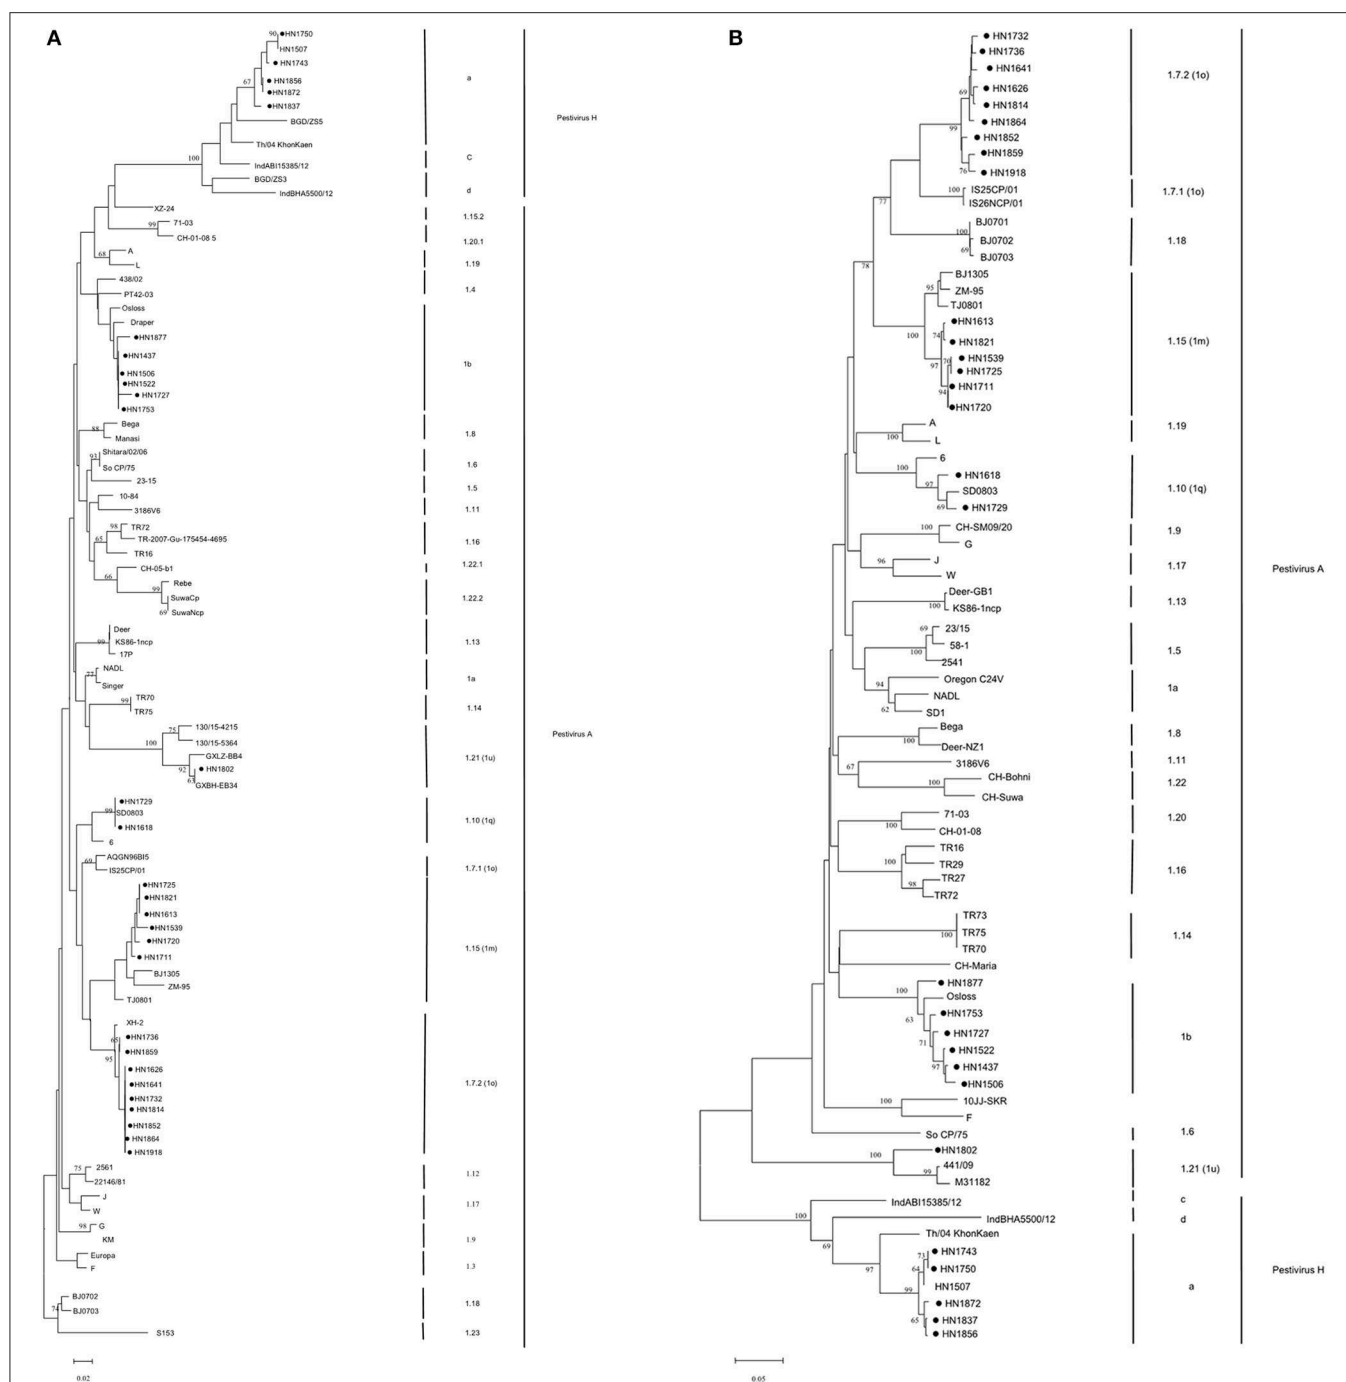 A
90
●HN1750
HN1507
●HN1743
67
●HN1856
●HN1872
●HN1837
a
BGD/ZS5
Pestivirus H
Th/04 KhonKaen
100
IndABI15385/12
C
BGD/ZS3
IndBHA5500/12
d
XZ-24
1.15.2
99
71-03
CH-01-08 5
1.20.1
68
A
L
1.19
438/02
PT42-03
1.4
Osloss
Draper
●HN1877
●HN1437
●HN1506
●HN1522
●HN1727
●HN1753
1b
88
Bega
Manasi
1.8
93
Shitara/02/06
So CP/75
1.6
23-15
1.5
10-84
3186V6
1.11
98
TR72
65
TR-2007-Gu-175454-4695
TR16
1.16
CH-05-b1
1.22.1
66
99
Rebe
SuwaCp
69
SuwaNcp
1.22.2
Deer
99
KS86-1ncp
17P
1.13
NADL
77
Singer
1a
99
TR70
TR75
1.14
75
130/15-4215
130/15-5364
100
GXLZ-BB4
92
●HN1802
63
GXBH-EB34
1.21 (1u)
Pestivirus A
●HN1729
99
SD0803
●HN1618
6
1.10 (1q)
69
AQGN96BI5
IS25CP/01
1.7.1 (1o)
●HN1725
●HN1821
●HN1613
●HN1539
●HN1720
●HN1711
BJ1305
ZM-95
TJ0801
1.15 (1m)
XH-2
65
●HN1736
95
●HN1859
●HN1626
●HN1641
●HN1732
●HN1814
●HN1852
●HN1864
●HN1918
1.7.2 (1o)
75
2561
22146/81
1.12
J
W
1.17
98
G
KM
1.9
Europa
F
1.3
BJ0702
74
BJ0703
1.18
S153
1.23
0.02
B
●HN1732
●HN1736
●HN1641
69
●HN1626
●HN1814
●HN1864
99
●HN1852
●HN1859
76
●HN1918
1.7.2 (1o)
100
IS25CP/01
IS26NCP/01
1.7.1 (1o)
77
BJ0701
100
BJ0702
69
BJ0703
1.18
78
BJ1305
95
ZM-95
TJ0801
100
●HN1613
74
●HN1821
●HN1539
70
●HN1725
97
●HN1711
94
●HN1720
1.15 (1m)
A
100
L
1.19
6
100
●HN1618
97
SD0803
69
●HN1729
1.10 (1q)
100
CH-SM09/20
G
1.9
96
J
W
1.17
Deer-GB1
100
KS86-1ncp
1.13
69
23/15
58-1
100
2541
1.5
94
Oregon C24V
NADL
62
SD1
1a
Bega
100
Deer-NZ1
1.8
67
3186V6
1.11
100
CH-Bohni
CH-Suwa
1.22
71-03
100
CH-01-08
1.20
TR16
100
TR29
TR27
98
TR72
1.16
TR73
100
TR75
TR70
1.14
CH-Maria
100
●HN1877
Osloss
63
●HN1753
●HN1727
71
●HN1522
97
●HN1437
●HN1506
1b
100
10JJ-SKR
F
So CP/75
1.6
●HN1802
100
441/09
99
M31182
1.21 (1u)
Pestivirus A
IndABI15385/12
c
100
IndBHA5500/12
d
69
Th/04 KhonKaen
97
73
●HN1743
64
●HN1750
99
HN1507
●HN1872
65
●HN1837
●HN1856
a
Pestivirus H
0.05